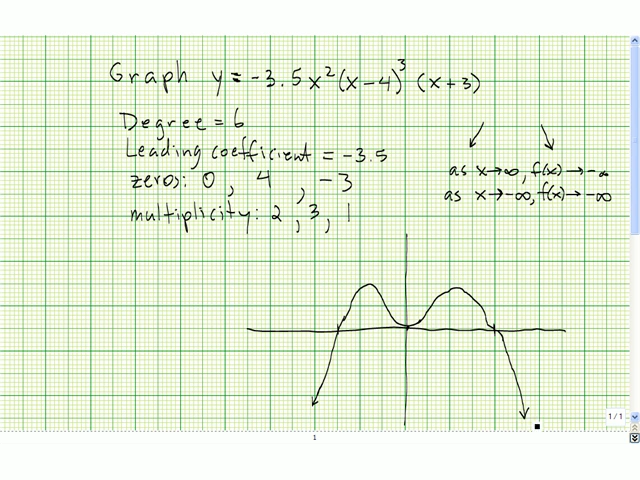 Graph y = -3.5x²(x-4)³(x+3)
Degree = 6
Leading coefficient = -3.5
zeros: 0, 4, -3
multiplicity: 2, 3, 1
as x→∞, f(x)→-∞
as x→-∞, f(x)→-∞
1/1
1